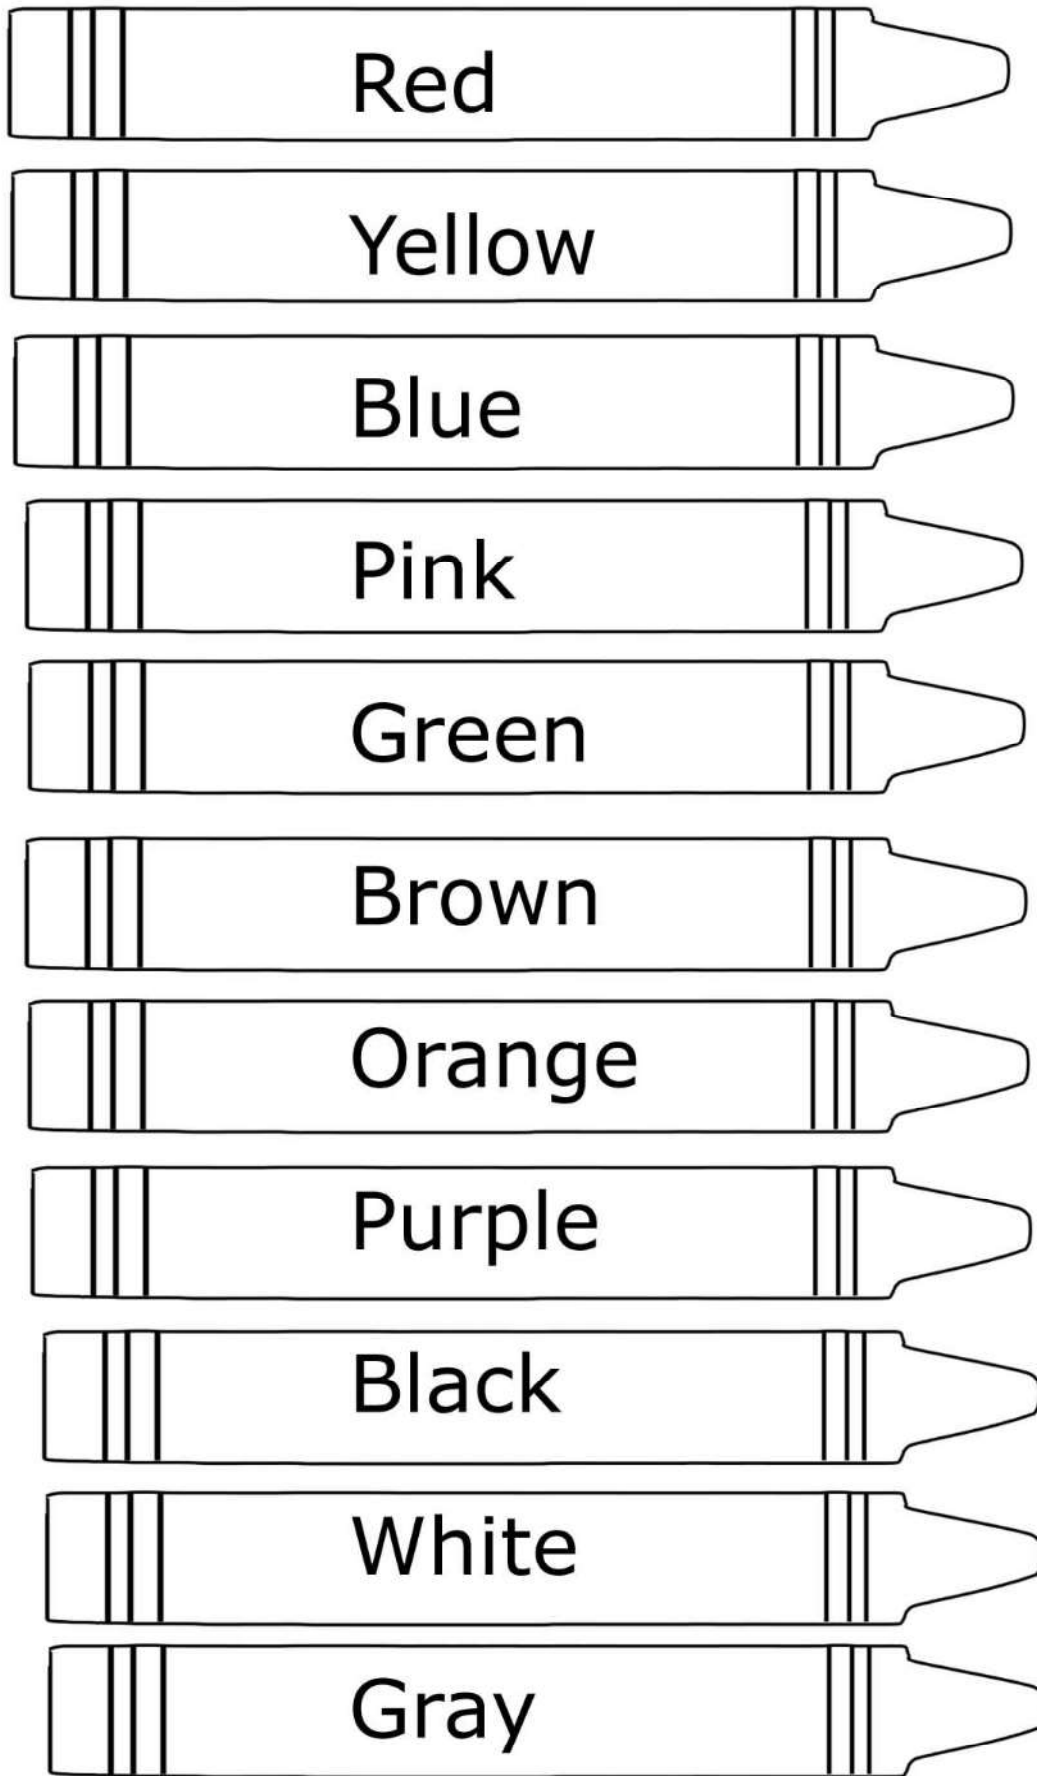 Red
Yellow
Blue
Pink
Green
Brown
Orange
Purple
Black
White
Gray